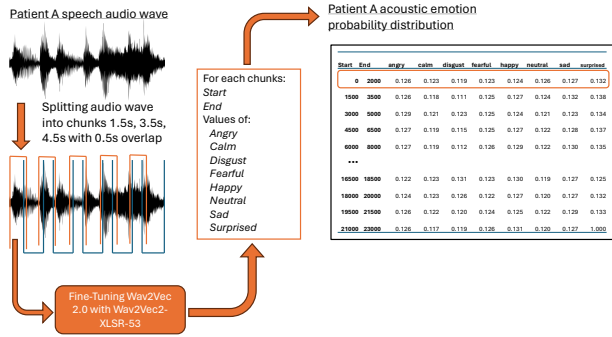 Patient A speech audio wave
Splitting audio wave
into chunks 1.5s, 3.5s,
4.5s with 0.5s overlap
Fine-Tuning Wav2Vec
2.0 with Wav2Vec2-
XLSR-53
For each chunks:
Start
End
Values of:
Angry
Calm
Disgust
Fearful
Happy
Neutral
Sad
Surprised
Patient A acoustic emotion
probability distribution
Start End angry calm disgust fearful happy neutral sad surprised
0 2000 0.126 0.123 0.119 0.123 0.124 0.126 0.127 0.132
1500 3500 0.126 0.118 0.111 0.125 0.127 0.124 0.132 0.138
3000 5000 0.129 0.121 0.123 0.125 0.124 0.121 0.123 0.134
4500 6500 0.127 0.119 0.115 0.125 0.127 0.122 0.128 0.137
6000 8000 0.127 0.119 0.112 0.126 0.129 0.122 0.130 0.135
•••
16500 18500 0.122 0.123 0.131 0.123 0.130 0.119 0.127 0.125
18000 20000 0.124 0.123 0.126 0.122 0.127 0.120 0.127 0.132
19500 21500 0.126 0.122 0.120 0.124 0.125 0.122 0.129 0.133
21000 23000 0.126 0.117 0.119 0.126 0.131 0.120 0.127 1.000